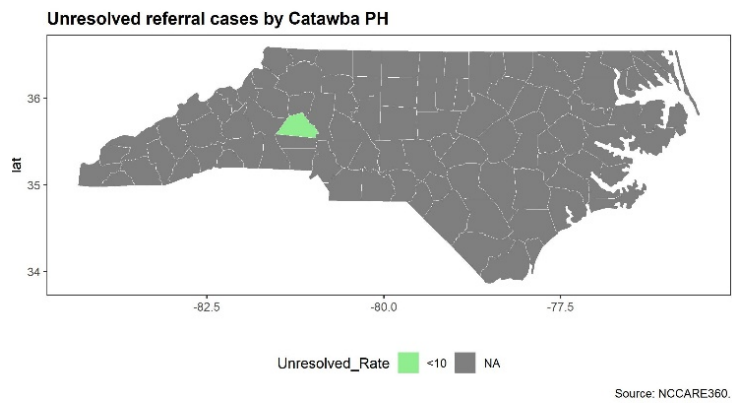 Unresolved referral cases by Catawba PH
36
35
34
lat
-82.5 -80.0 -77.5
Unresolved_Rate <10 NA
Source: NCCARE360.